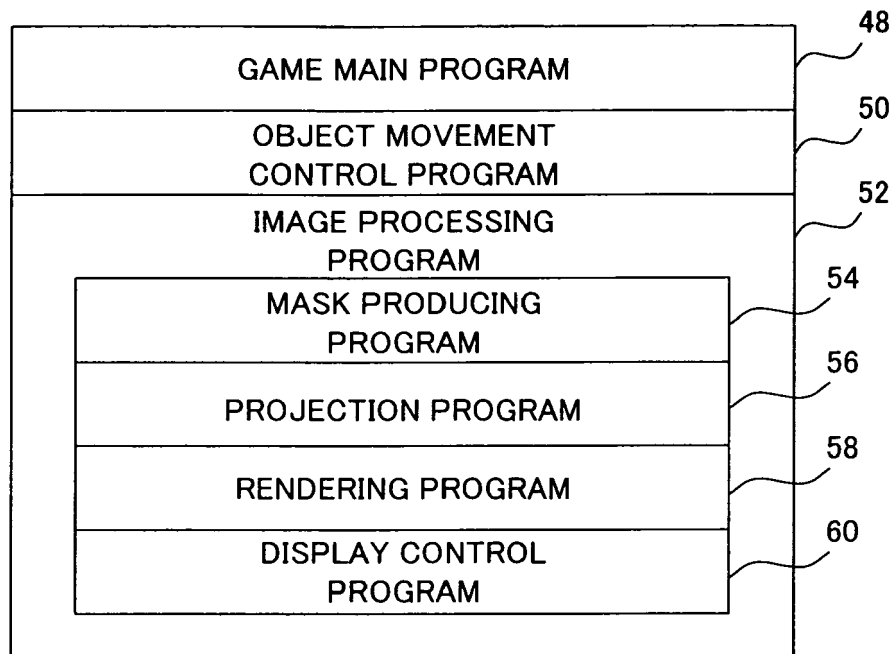 48
GAME MAIN PROGRAM
50
OBJECT MOVEMENT
CONTROL PROGRAM
52
IMAGE PROCESSING
PROGRAM
54
MASK PRODUCING
PROGRAM
56
PROJECTION PROGRAM
58
RENDERING PROGRAM
60
DISPLAY CONTROL
PROGRAM